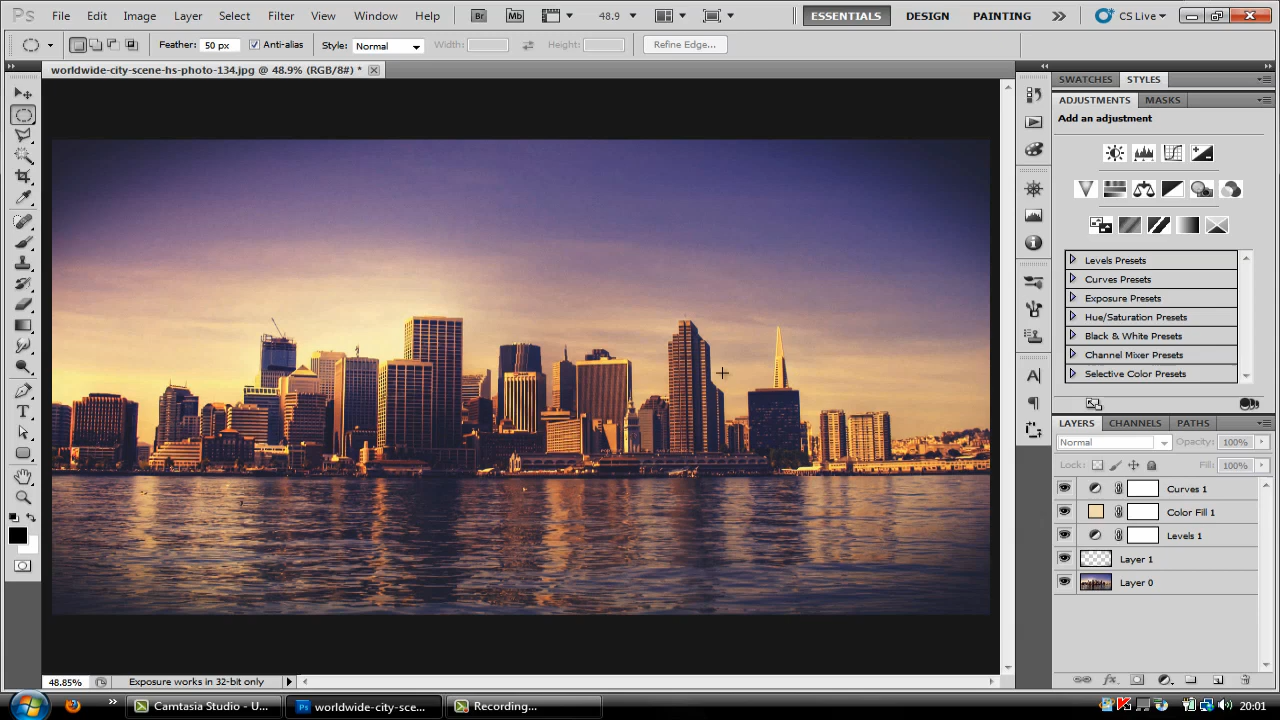 Ps File Edit Image Layer Select Filter View Window Help Br Mb 48.9 ESSENTIALS DESIGN PAINTING CS Live
Feather: 50 px Anti-alias Style: Normal Width: Height: Refine Edge...
worldwide-city-scene-hs-photo-134.jpg @ 48.9% (RGB/8#) *
SWATCHES STYLES
ADJUSTMENTS MASKS
Add an adjustment
Levels Presets
Curves Presets
Exposure Presets
Hue/Saturation Presets
Black & White Presets
Channel Mixer Presets
Selective Color Presets
LAYERS CHANNELS PATHS
Normal Opacity: 100%
Lock: Fill: 100%
Curves 1
Color Fill 1
Levels 1
Layer 1
Layer 0
48.85% Exposure works in 32-bit only
Camtasia Studio - U... Ps worldwide-city-sce... Recording... 20:01